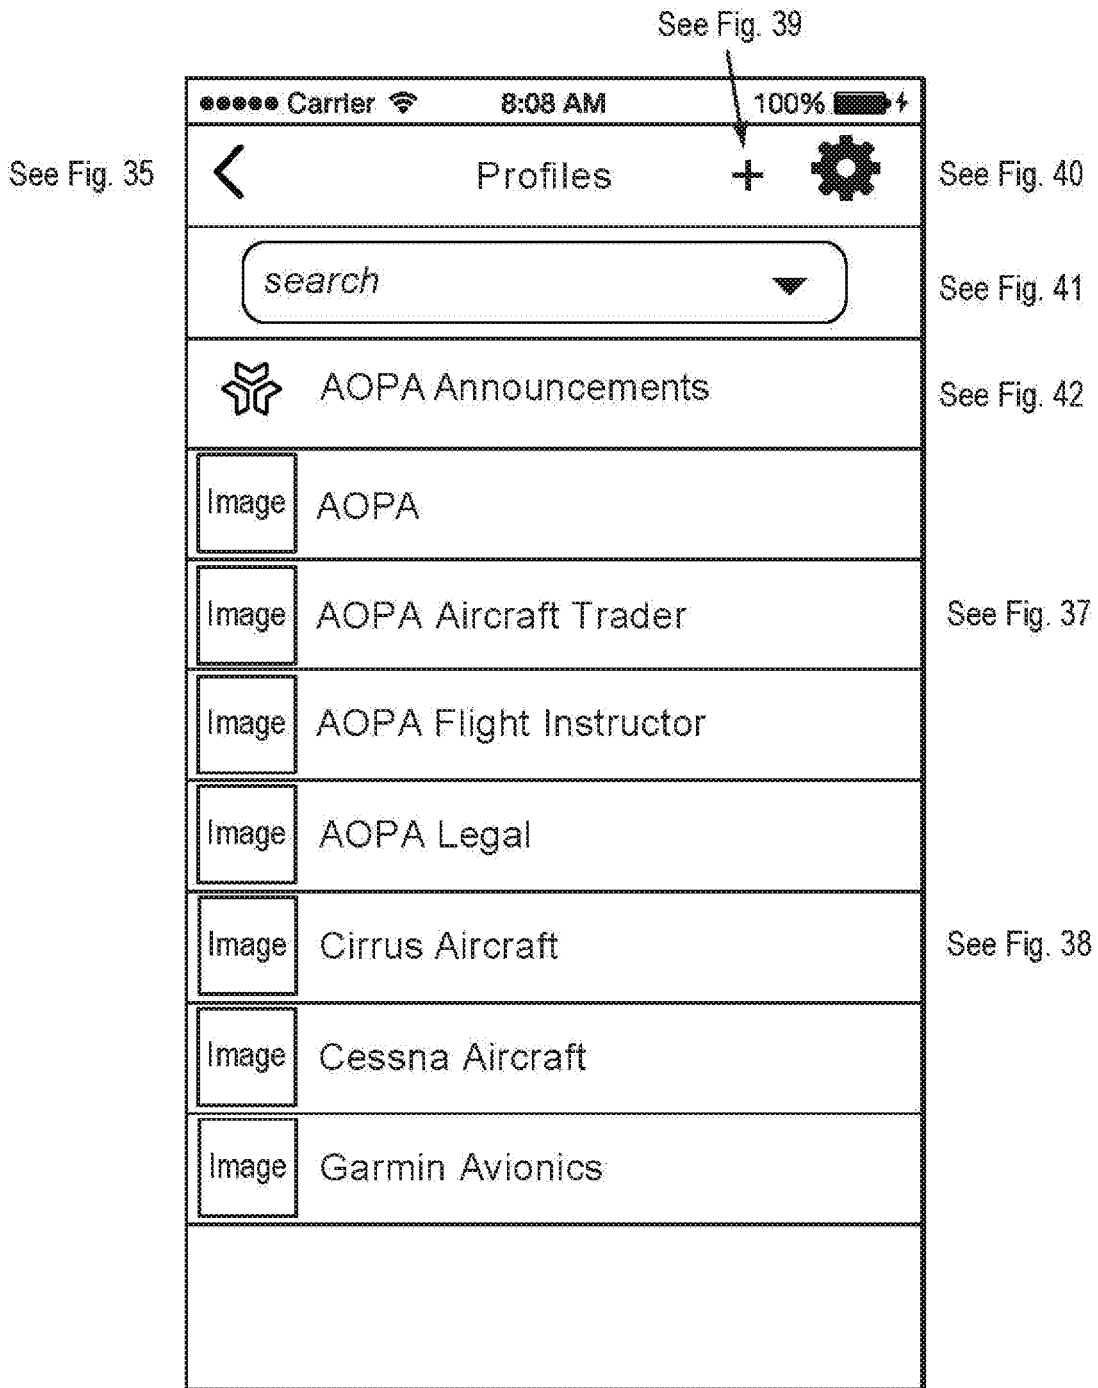 See Fig. 39
Carrier 8:08 AM 100%
See Fig. 35 Profiles + See Fig. 40
search See Fig. 41
AOPA Announcements See Fig. 42
Image AOPA
Image AOPA Aircraft Trader See Fig. 37
Image AOPA Flight Instructor
Image AOPA Legal
Image Cirrus Aircraft See Fig. 38
Image Cessna Aircraft
Image Garmin Avionics